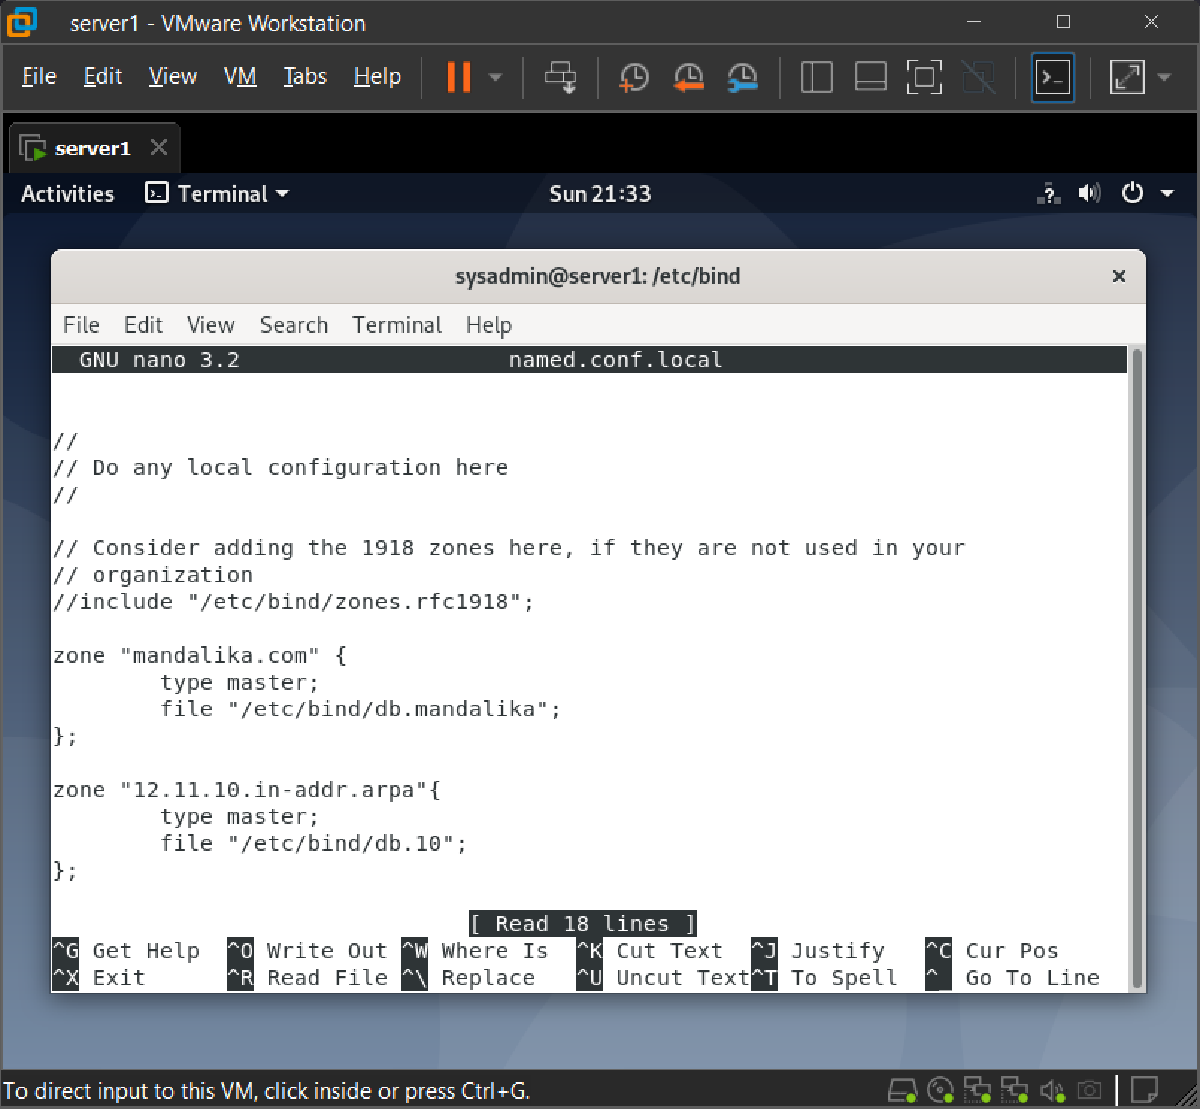 server1 - VMware Workstation
File Edit View VM Tabs Help
server1
Activities Terminal Sun 21:33
sysadmin@server1: /etc/bind
File Edit View Search Terminal Help
GNU nano 3.2 named.conf.local
//
// Do any local configuration here
//
// Consider adding the 1918 zones here, if they are not used in your
// organization
//include "/etc/bind/zones.rfc1918";
zone "mandalika.com" {
type master;
file "/etc/bind/db.mandalika";
};
zone "12.11.10.in-addr.arpa"{
type master;
file "/etc/bind/db.10";
};
[ Read 18 lines ]
^G Get Help ^O Write Out ^W Where Is ^K Cut Text ^J Justify ^C Cur Pos
^X Exit ^R Read File ^\ Replace ^U Uncut Text ^T To Spell ^_ Go To Line
To direct input to this VM, click inside or press Ctrl+G.